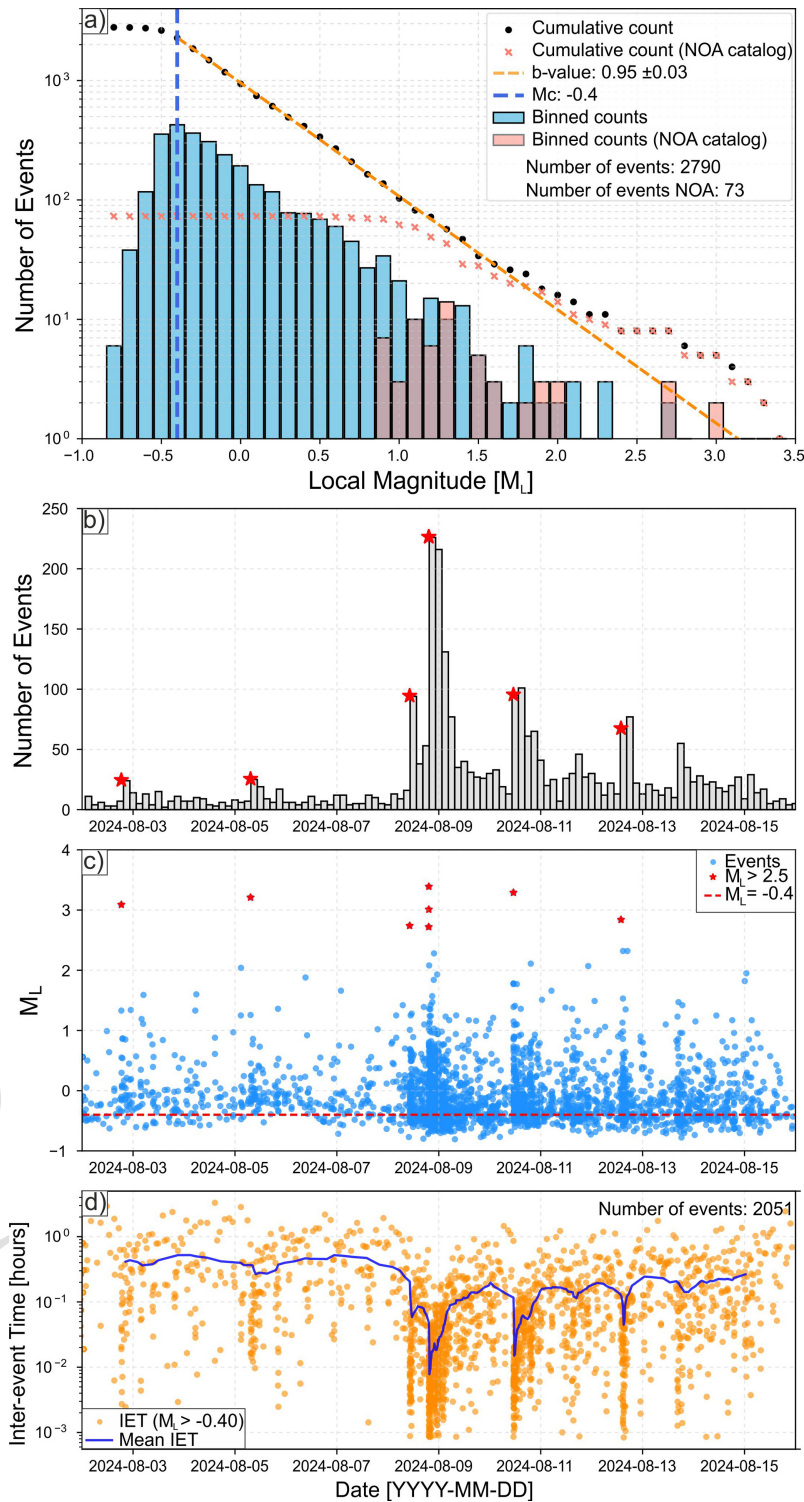 a)
Cumulative count
Cumulative count (NOA catalog)
b-value: 0.95 ±0.03
Mc: -0.4
Binned counts
Binned counts (NOA catalog)
Number of events: 2790
Number of events NOA: 73
Number of Events
10³
10²
10¹
10⁰
−1.0 −0.5 0.0 0.5 1.0 1.5 2.0 2.5 3.0 3.5
Local Magnitude [M_L]
b)
Number of Events
250
200
150
100
50
0
2024-08-03 2024-08-05 2024-08-07 2024-08-09 2024-08-11 2024-08-13 2024-08-15
c)
Events
M_L > 2.5
M_L = -0.4
M_L
4
3
2
1
0
−1
2024-08-03 2024-08-05 2024-08-07 2024-08-09 2024-08-11 2024-08-13 2024-08-15
d)
Number of events: 2051
Inter-event Time [hours]
10⁰
10⁻¹
10⁻²
10⁻³
IET (M_L > -0.40)
Mean IET
2024-08-03 2024-08-05 2024-08-07 2024-08-09 2024-08-11 2024-08-13 2024-08-15
Date [YYYY-MM-DD]